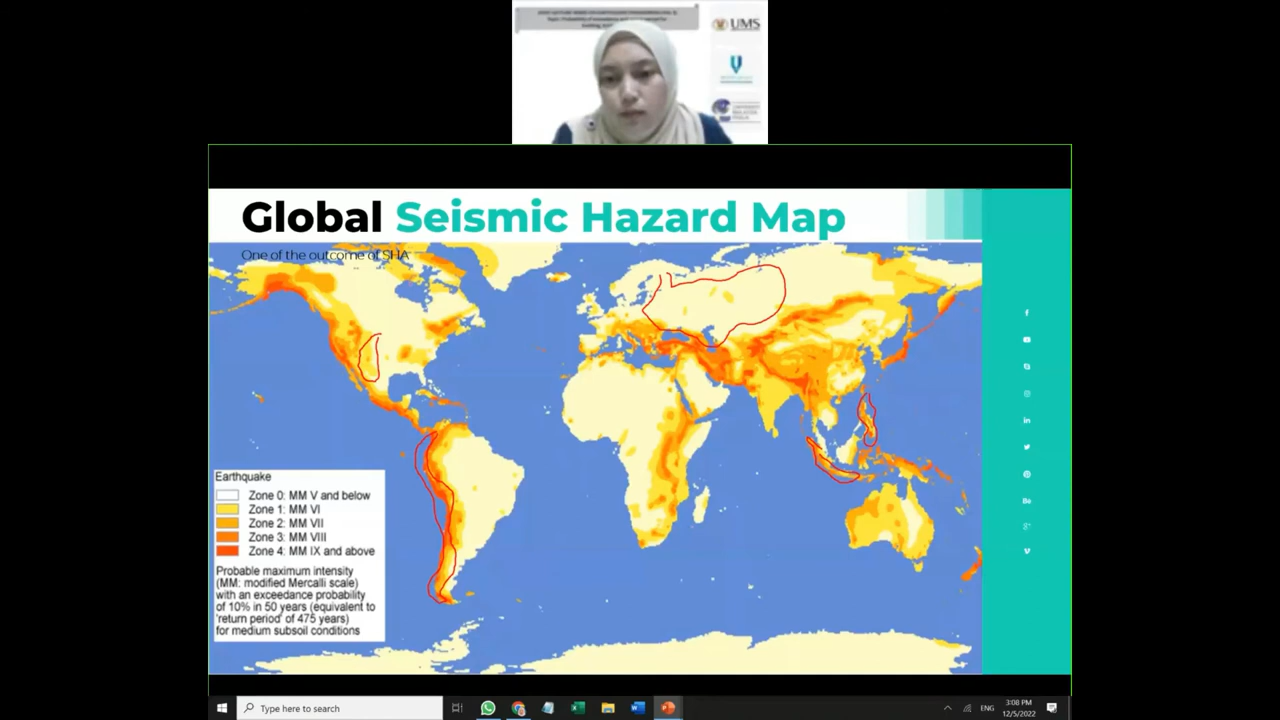 UMS
Global Seismic Hazard Map
One of the outcome of SHA
Earthquake
Zone 0: MM V and below
Zone 1: MM VI
Zone 2: MM VII
Zone 3: MM VIII
Zone 4: MM IX and above
Probable maximum intensity
(MM: modified Mercalli scale)
with an exceedance probability
of 10% in 50 years (equivalent to
'return period' of 475 years)
for medium subsoil conditions
Type here to search
ENG
3:08 PM
12/5/2022